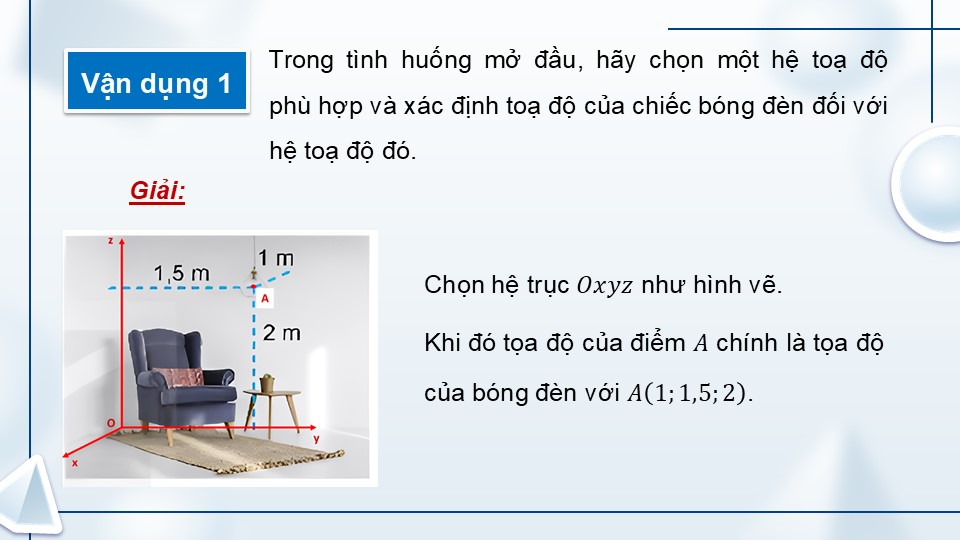 Vận dụng 1
Trong tình huống mở đầu, hãy chọn một hệ toạ độ
phù hợp và xác định toạ độ của chiếc bóng đèn đối với
hệ toạ độ đó.
Giải:
z
1 m
1,5 m
A
2 m
O
y
x
Chọn hệ trục 𝑂𝑥𝑦𝑧 như hình vẽ.
Khi đó tọa độ của điểm 𝐴 chính là tọa độ
của bóng đèn với 𝐴(1; 1,5; 2).